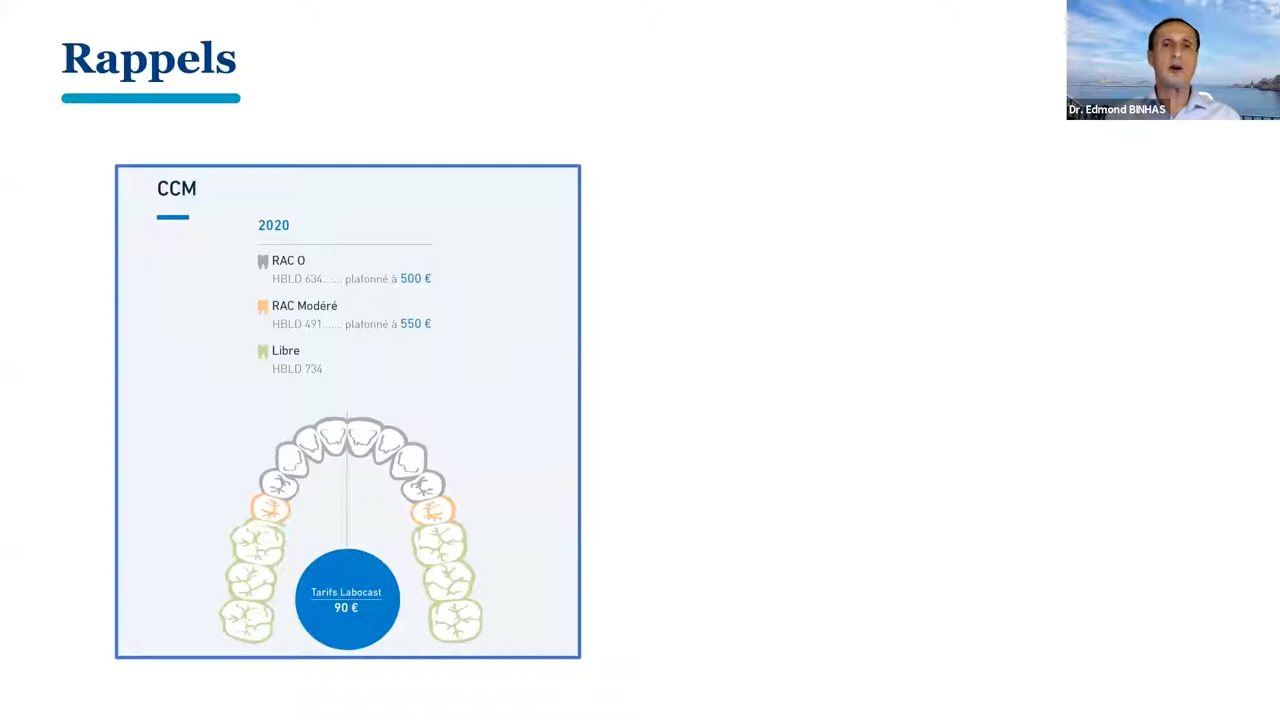 Rappels
Dr. Edmond BINHAS
CCM
2020
RAC O
HBLD 634...... plafonné à 500 €
RAC Modéré
HBLD 491...... plafonné à 550 €
Libre
HBLD 734
Tarifs Labocast
90 €